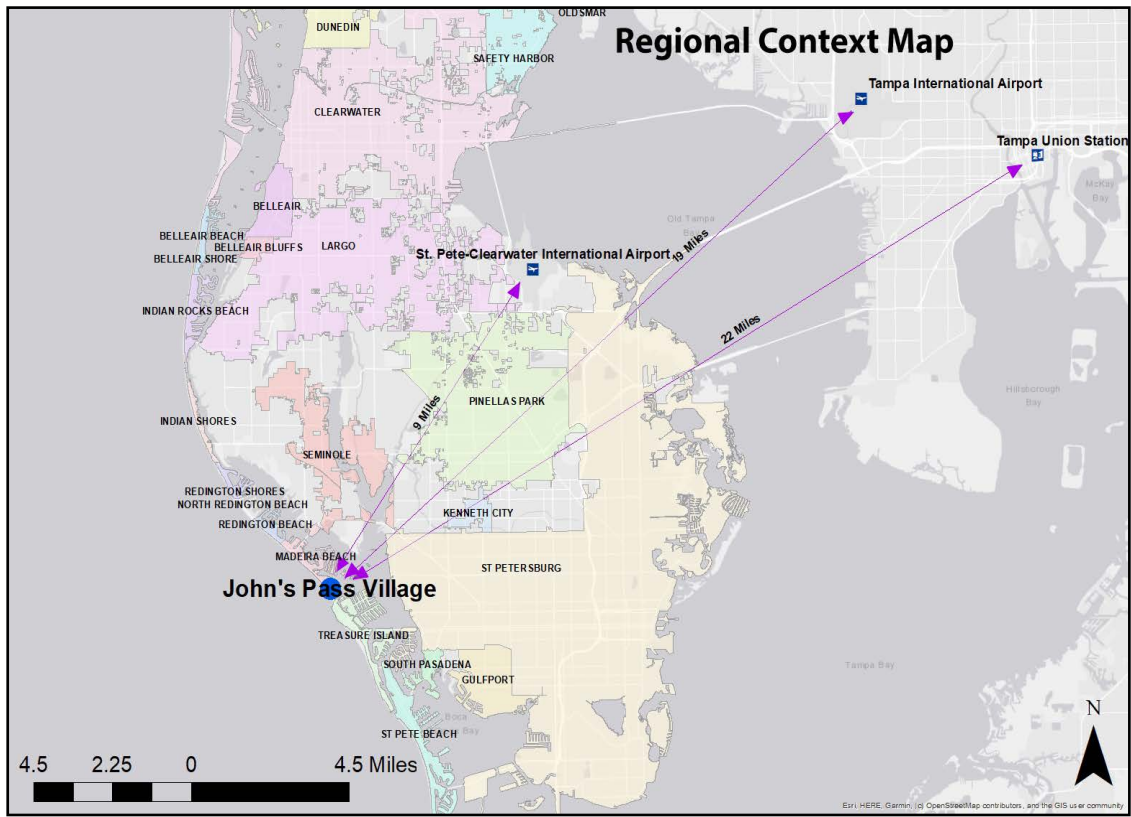 OLDSMAR
DUNEDIN
Regional Context Map
SAFETY HARBOR
Tampa International Airport
CLEARWATER
Tampa Union Station
McKay
Bay
BELLEAIR
Old Tampa
Bay
BELLEAIR BEACH
BELLEAIR BLUFFS
LARGO
19 Miles
BELLEAIR SHORE
St. Pete-Clearwater International Airport
INDIAN ROCKS BEACH
22 Miles
Hillsborough
Bay
PINELLAS PARK
9 Miles
INDIAN SHORES
SEMINOLE
REDINGTON SHORES
NORTH REDINGTON BEACH
KENNETH CITY
REDINGTON BEACH
MADEIRA BEACH
ST PETERSBURG
John's Pass Village
TREASURE ISLAND
SOUTH PASADENA
Tampa Bay
GULFPORT
N
Boca
Bay
ST PETE BEACH
4.5 2.25 0 4.5 Miles
Esri, HERE, Garmin, (c) OpenStreetMap contributors, and the GIS user community